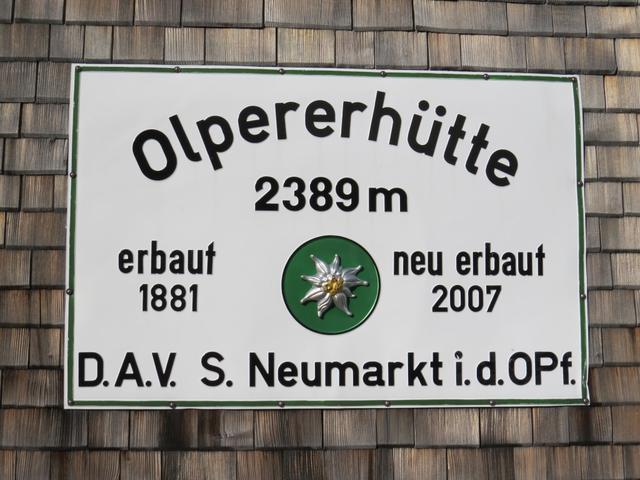 Olpererhütte
2389 m
erbaut
1881
neu erbaut
2007
D.A.V. S. Neumarkt i.d.OPf.